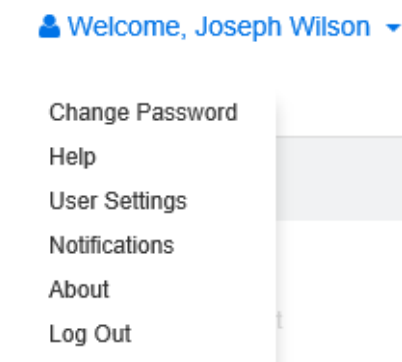 Welcome, Joseph Wilson
Change Password
Help
User Settings
Notifications
About
Log Out